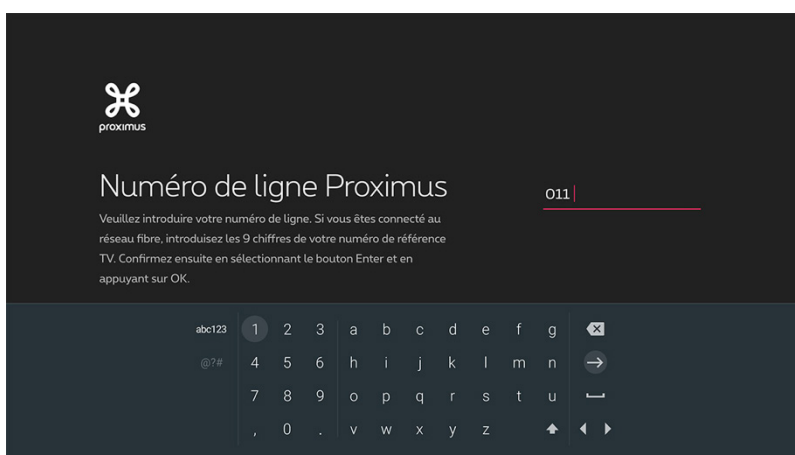 proximus
Numéro de ligne Proximus
011
Veuillez introduire votre numéro de ligne. Si vous êtes connecté au
réseau fibre, introduisez les 9 chiffres de votre numéro de référence
TV. Confirmez ensuite en sélectionnant le bouton Enter et en
appuyant sur OK.
abc123 1 2 3 a b c d e f g
@?# 4 5 6 h i j k l m n
7 8 9 o p q r s t u
, 0 . v w x y z